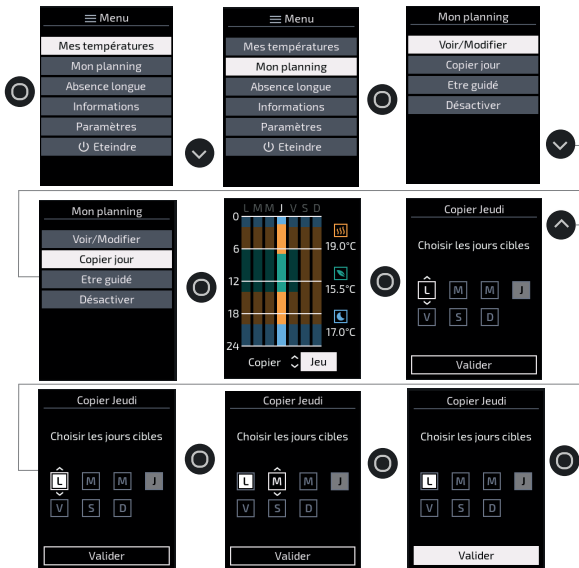 Menu
Mes températures
Mon planning
Absence longue
Informations
Paramètres
Eteindre
Menu
Mes températures
Mon planning
Absence longue
Informations
Paramètres
Eteindre
Mon planning
Voir/Modifier
Copier jour
Etre guidé
Désactiver
Mon planning
Voir/Modifier
Copier jour
Etre guidé
Désactiver
L M M J V S D
0
6
12
18
24
19.0°C
15.5°C
17.0°C
Copier Jeu
Copier Jeudi
Choisir les jours cibles
L M M J
V S D
Valider
Copier Jeudi
Choisir les jours cibles
L M M J
V S D
Valider
Copier Jeudi
Choisir les jours cibles
L M M J
V S D
Valider
Copier Jeudi
Choisir les jours cibles
L M M J
V S D
Valider